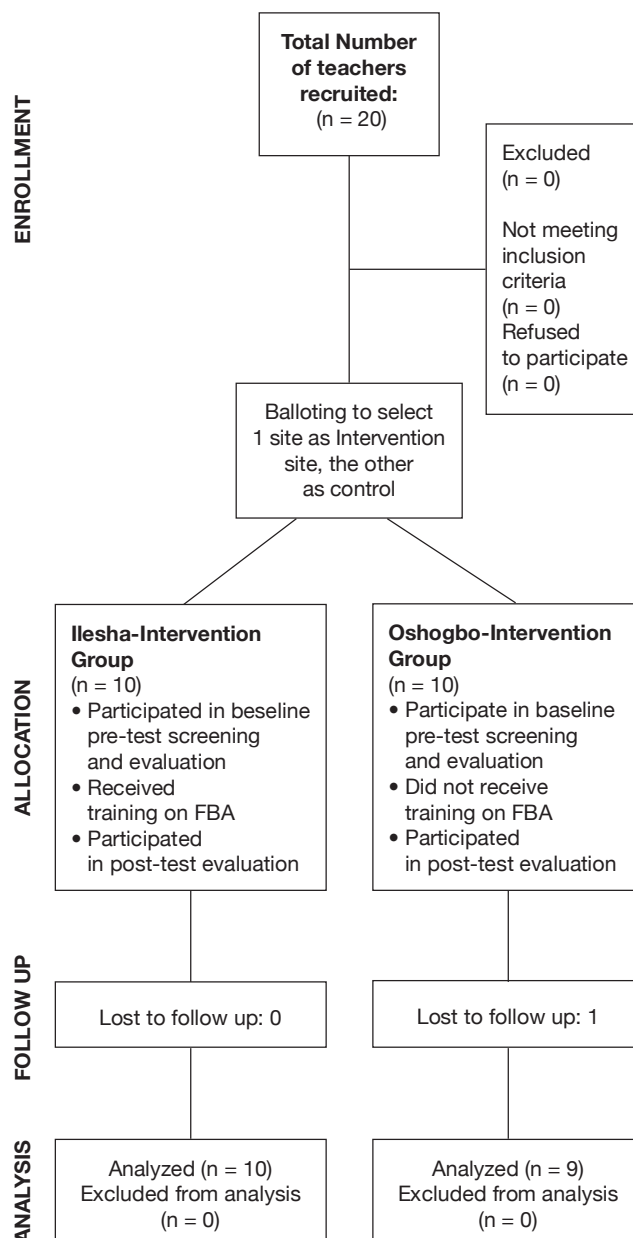 ENROLLMENT
Total Number
of teachers
recruited:
(n = 20)
Excluded
(n = 0)
Not meeting
inclusion
criteria
(n = 0)
Refused
to participate
(n = 0)
Balloting to select
1 site as Intervention
site, the other
as control
ALLOCATION
Ilesha-Intervention
Group
(n = 10)
• Participated in beseline
pre-test screening
and evaluation
• Received
training on FBA
• Participated
in post-test evaluation
Oshogbo-Intervention
Group
(n = 10)
• Participate in baseline
pre-test screening
and evaluation
• Did not receive
training on FBA
• Participated
in post-test evaluation
FOLLOW UP
Lost to follow up: 0
Lost to follow up: 1
ANALYSIS
Analyzed (n = 10)
Excluded from analysis
(n = 0)
Analyzed (n = 9)
Excluded from analysis
(n = 0)